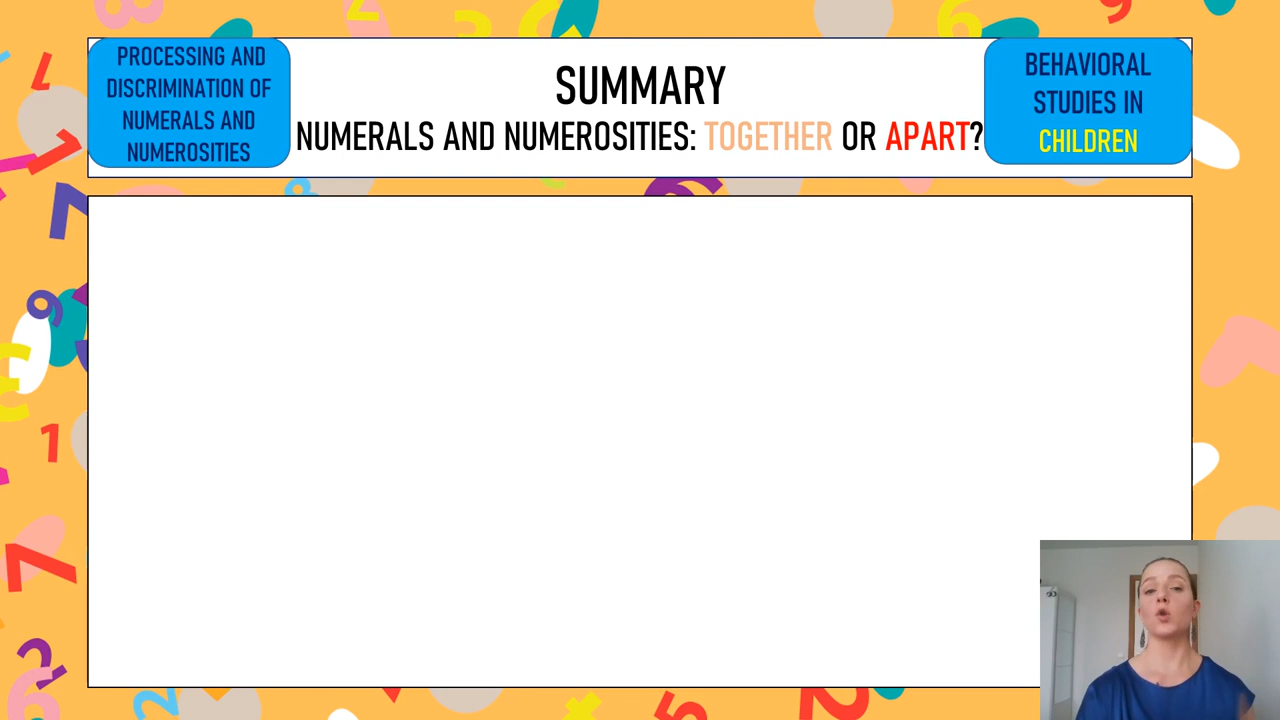 PROCESSING AND
DISCRIMINATION OF
NUMERALS AND
NUMEROSITIES
SUMMARY
NUMERALS AND NUMEROSITIES: TOGETHER OR APART?
BEHAVIORAL
STUDIES IN
CHILDREN